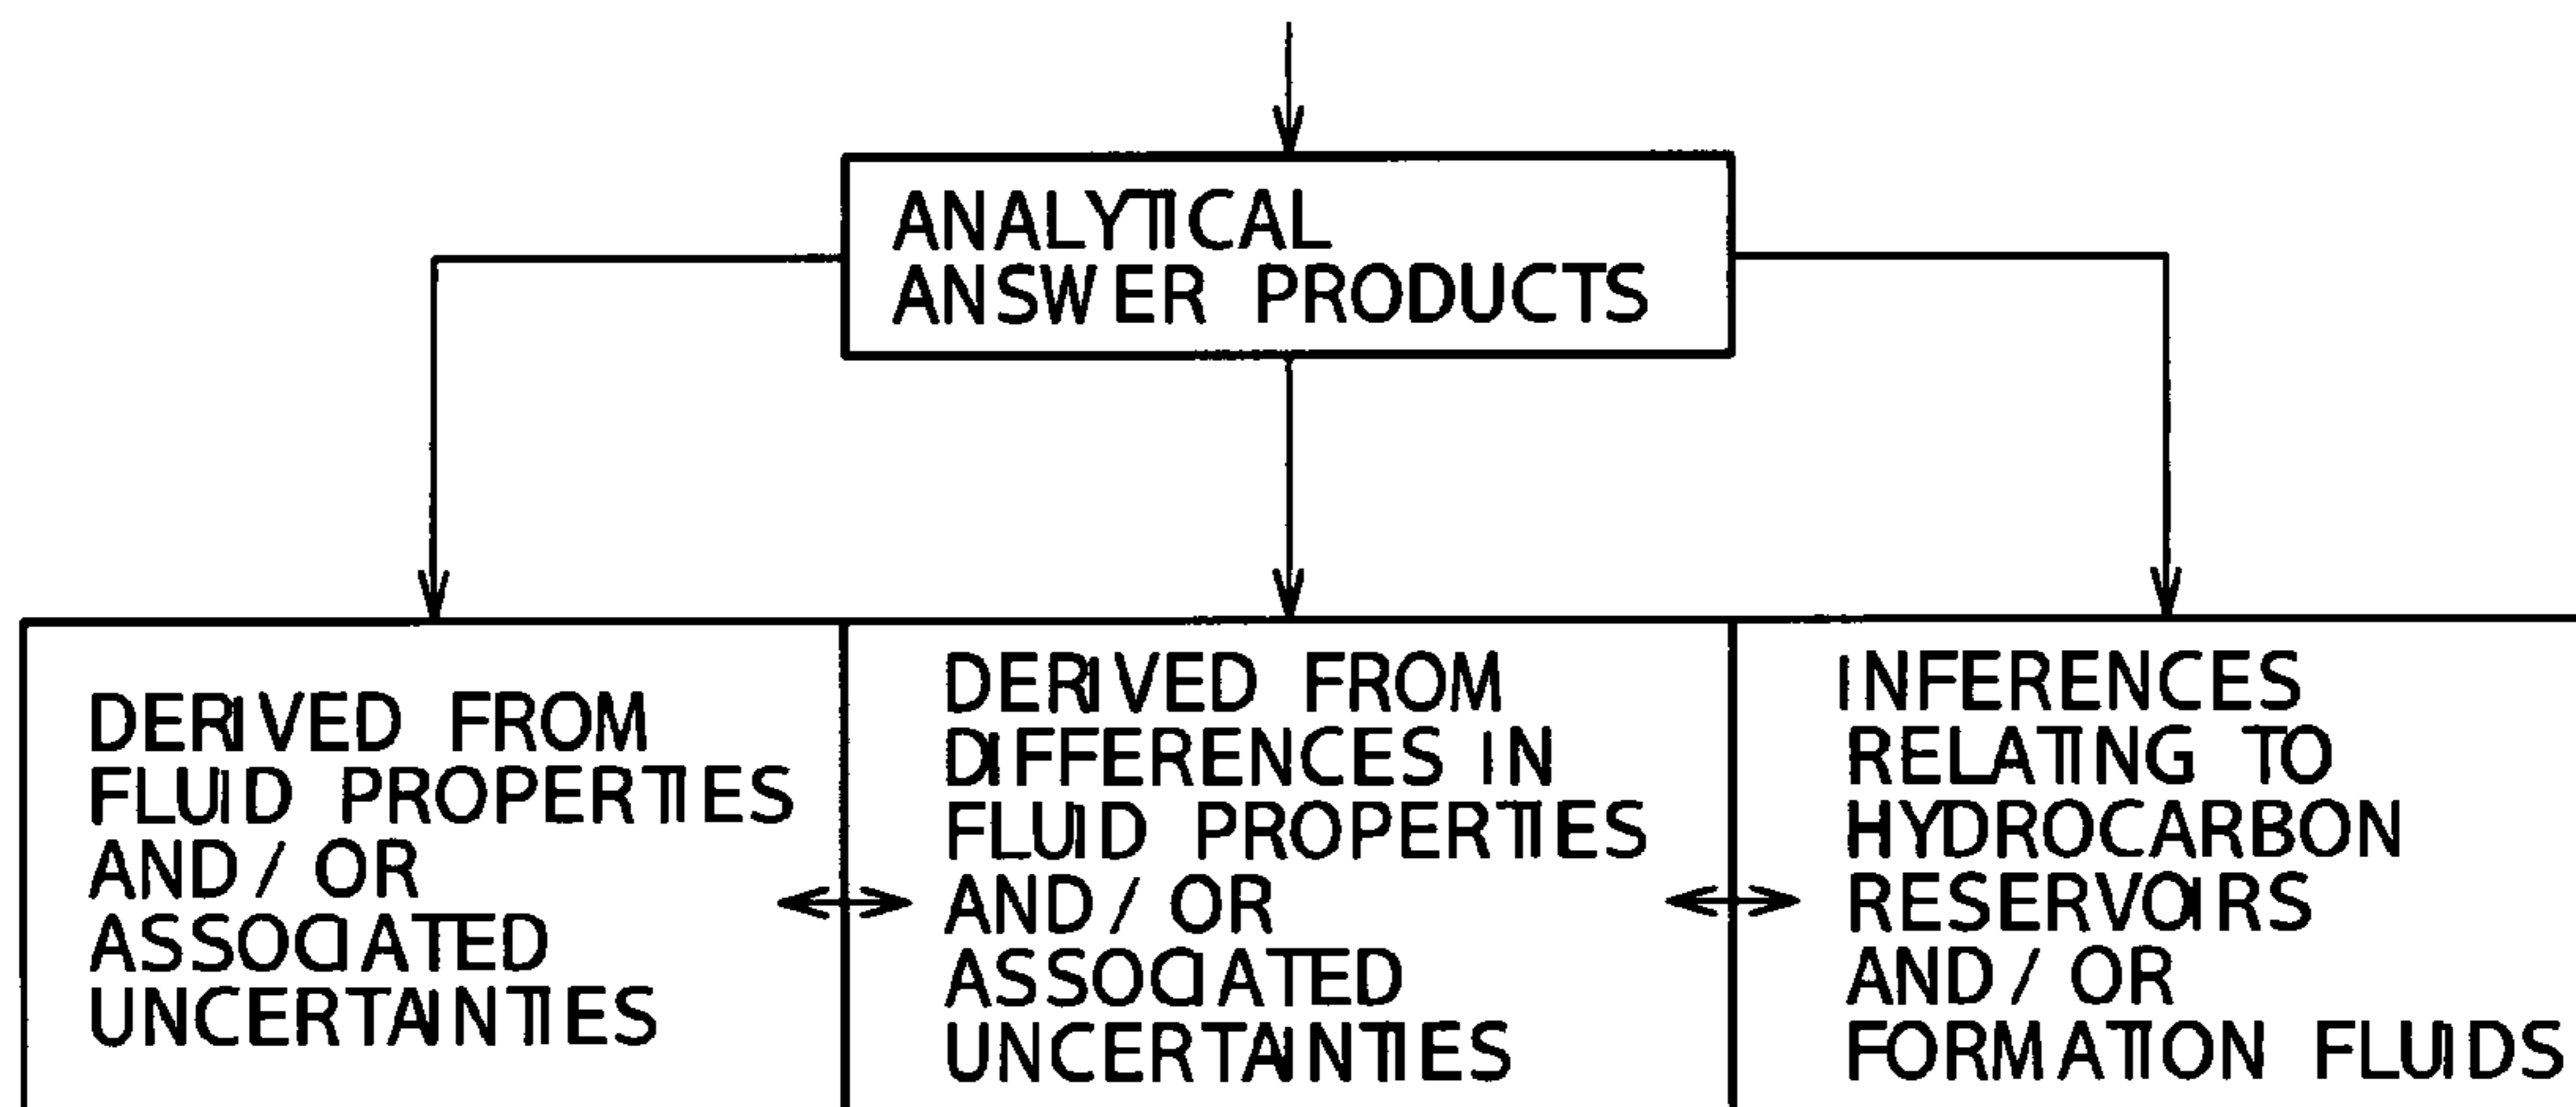 ANALYTICAL
ANSWER PRODUCTS
DERIVED FROM
FLUID PROPERTIES
AND/OR
ASSOCIATED
UNCERTAINTIES
DERIVED FROM
DIFFERENCES IN
FLUID PROPERTIES
AND/OR
ASSOCIATED
UNCERTAINTIES
INFERENCES
RELATING TO
HYDROCARBON
RESERVOIRS
AND/OR
FORMATION FLUIDS